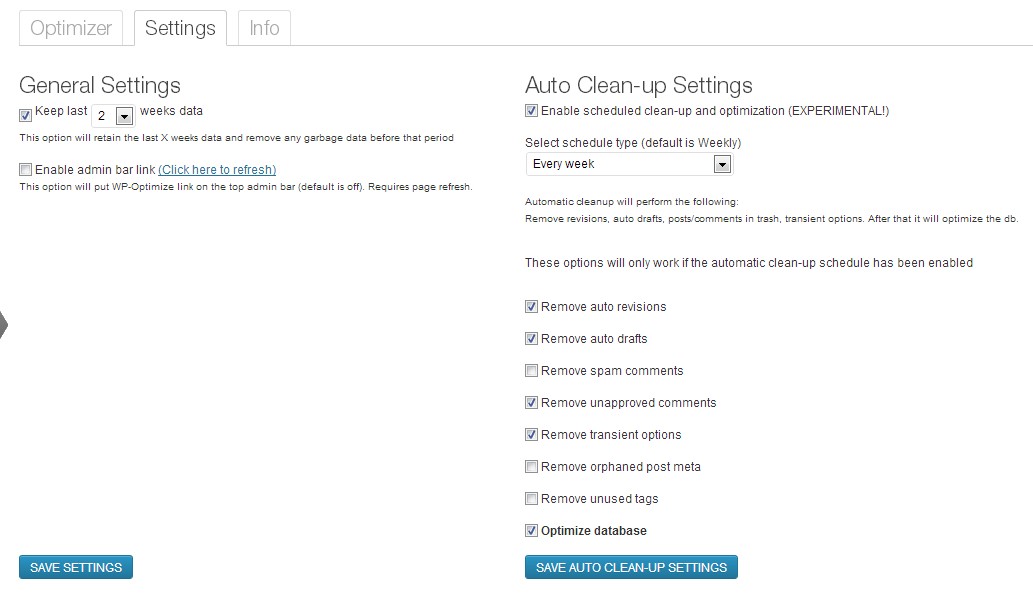 Optimizer
Settings
Info
General Settings
Keep last 2 weeks data
This option will retain the last X weeks data and remove any garbage data before that period
Enable admin bar link (Click here to refresh)
This option will put WP-Optimize link on the top admin bar (default is off). Requires page refresh.
SAVE SETTINGS
Auto Clean-up Settings
Enable scheduled clean-up and optimization (EXPERIMENTAL!)
Select schedule type (default is Weekly)
Every week
Automatic cleanup will perform the following:
Remove revisions, auto drafts, posts/comments in trash, transient options. After that it will optimize the db.
These options will only work if the automatic clean-up schedule has been enabled
Remove auto revisions
Remove auto drafts
Remove spam comments
Remove unapproved comments
Remove transient options
Remove orphaned post meta
Remove unused tags
Optimize database
SAVE AUTO CLEAN-UP SETTINGS